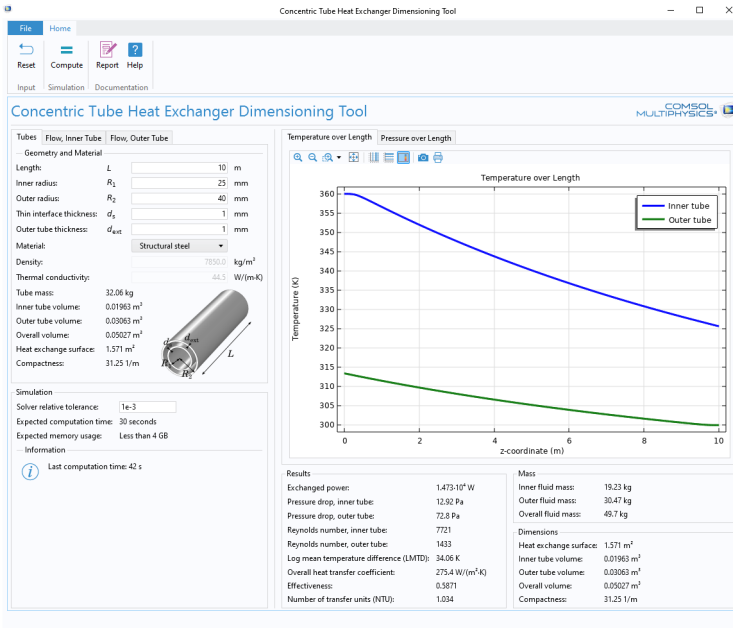 Concentric Tube Heat Exchanger Dimensioning Tool
File Home
Reset Compute Report Help
Input Simulation Documentation
Concentric Tube Heat Exchanger Dimensioning Tool
COMSOL
MULTIPHYSICS®
Tubes Flow, Inner Tube Flow, Outer Tube
Geometry and Material
Length: L 10 m
Inner radius: R₁ 25 mm
Outer radius: R₂ 40 mm
Thin interface thickness: dₛ 1 mm
Outer tube thickness: d_ext 1 mm
Material: Structural steel
Density: 7850.0 kg/m³
Thermal conductivity: 44.5 W/(m·K)
Tube mass: 32.06 kg
Inner tube volume: 0.01963 m³
Outer tube volume: 0.03063 m³
Overall volume: 0.05027 m³
Heat exchange surface: 1.571 m²
Compactness: 31.25 1/m
dₛ d_ext
R₁ R₂ L
Simulation
Solver relative tolerance: 1e-3
Expected computation time: 30 seconds
Expected memory usage: Less than 4 GB
Information
i Last computation time: 42 s
Temperature over Length Pressure over Length
Temperature over Length
Inner tube
Outer tube
Temperature (K)
360
355
350
345
340
335
330
325
320
315
310
305
300
0 2 4 6 8 10
z-coordinate (m)
Results
Exchanged power: 1.473·10⁴ W
Pressure drop, inner tube: 12.92 Pa
Pressure drop, outer tube: 72.8 Pa
Reynolds number, inner tube: 7721
Reynolds number, outer tube: 1433
Log mean temperature difference (LMTD): 34.06 K
Overall heat transfer coefficient: 275.4 W/(m²·K)
Effectiveness: 0.5871
Number of transfer units (NTU): 1.034
Mass
Inner fluid mass: 19.23 kg
Outer fluid mass: 30.47 kg
Overall fluid mass: 49.7 kg
Dimensions
Heat exchange surface: 1.571 m²
Inner tube volume: 0.01963 m³
Outer tube volume: 0.03063 m³
Overall volume: 0.05027 m³
Compactness: 31.25 1/m